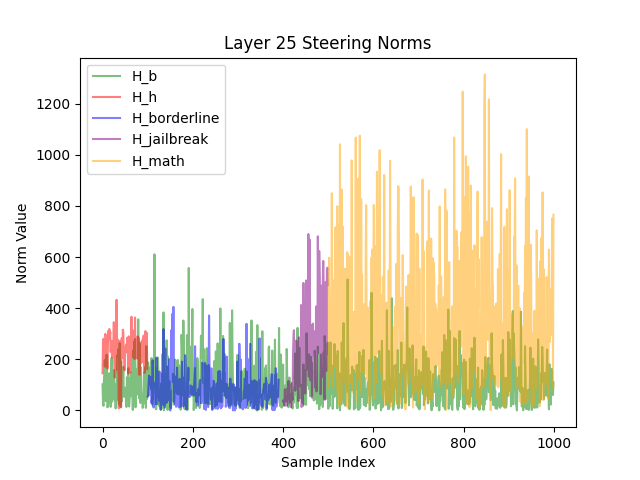 Layer 25 Steering Norms
H_b
H_h
H_borderline
H_jailbreak
H_math
Norm Value
1200
1000
800
600
400
200
0
0 200 400 600 800 1000
Sample Index